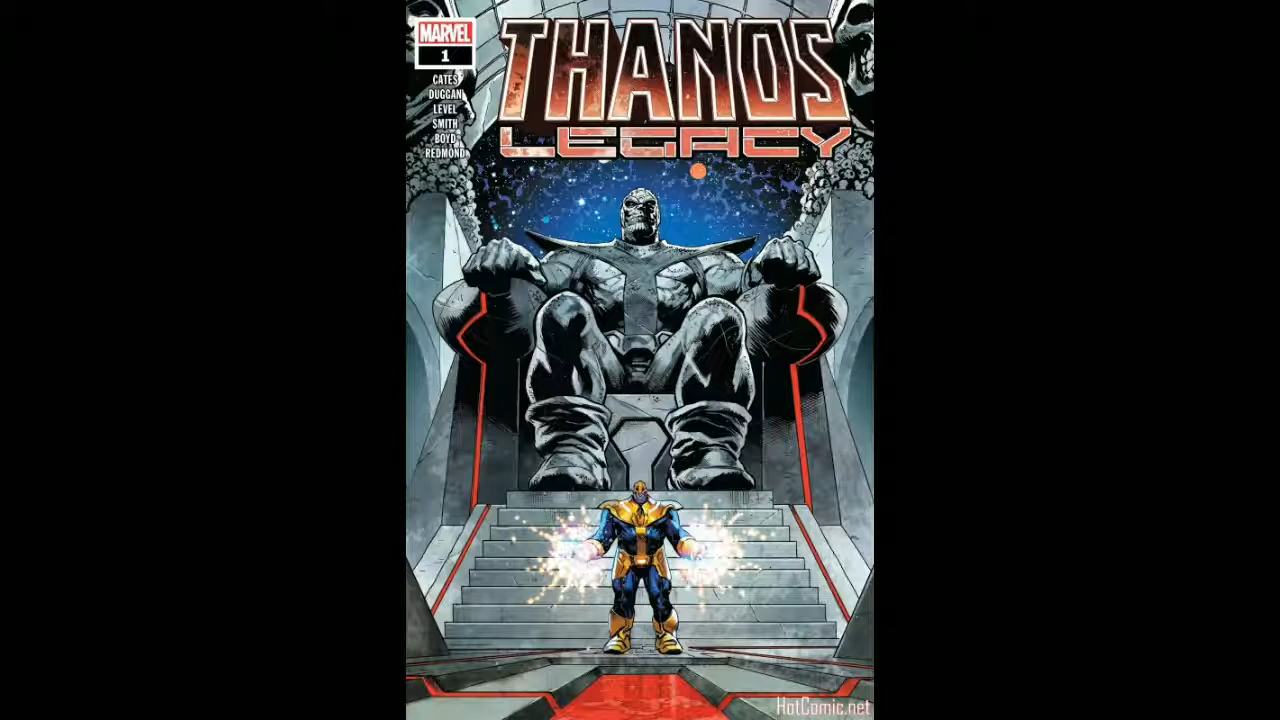 MARVEL
1
CATES
DUGGAN
LEVEL
SMITH
BOYD
REDMOND
THANOS
LEGACY
HotComic.net